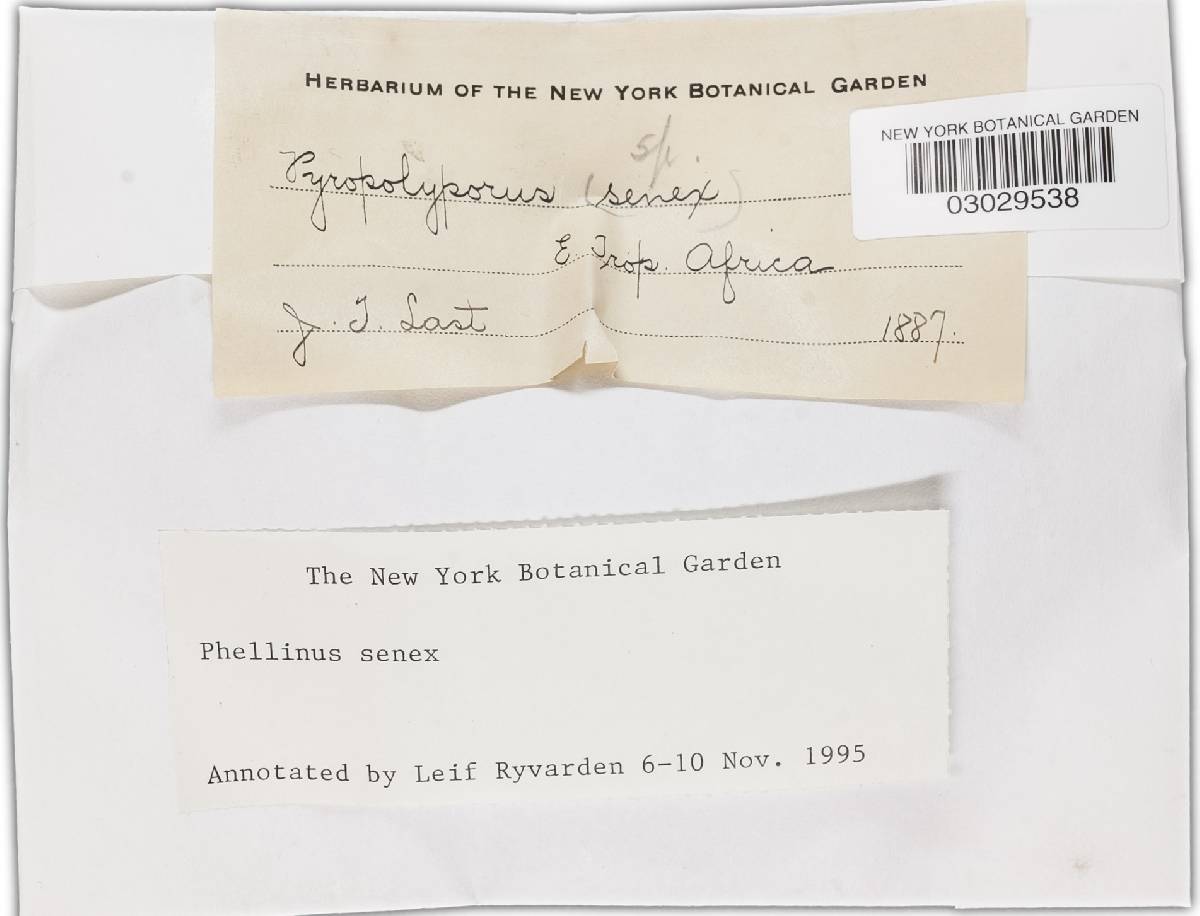 HERBARIUM OF THE NEW YORK BOTANICAL GARDEN
NEW YORK BOTANICAL GARDEN
03029538
sp.
Pyropolyporus (senex)
E. Trop. Africa
J. T. Last 1887.
The New York Botanical Garden
Phellinus senex
Annotated by Leif Ryvarden 6-10 Nov. 1995